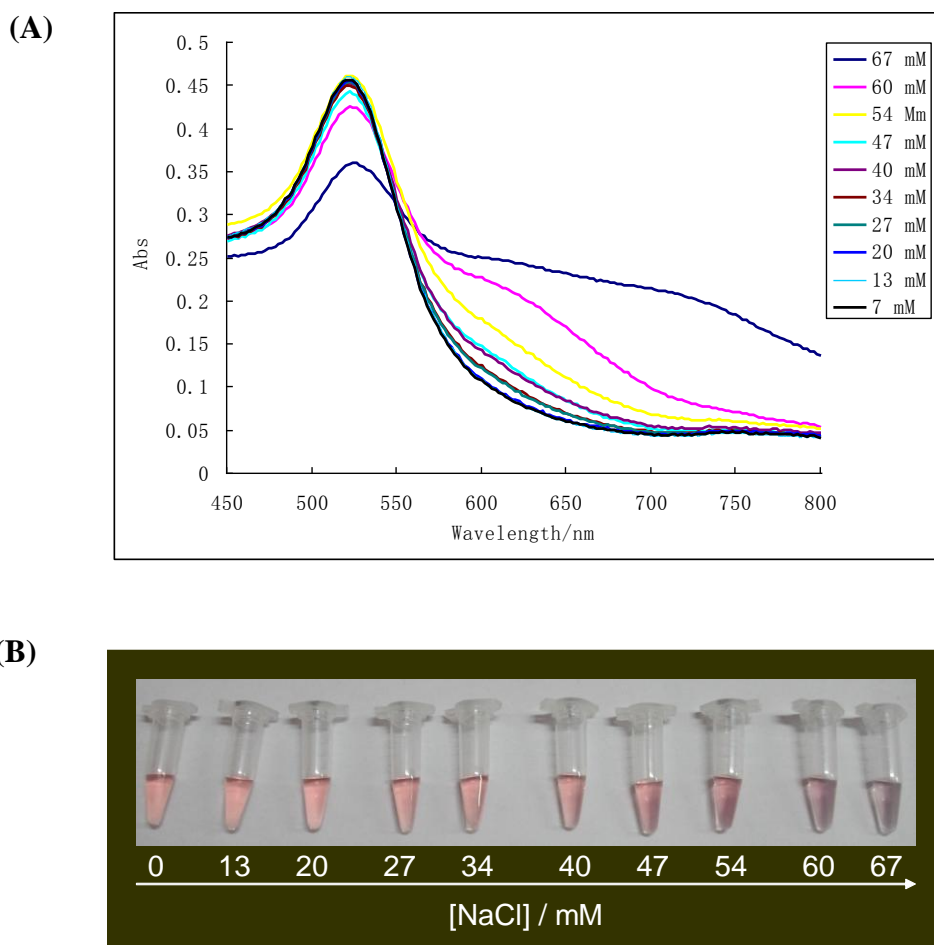 (A)
0.5
0.45
0.4
0.35
0.3
0.25
0.2
0.15
0.1
0.05
0
Abs
450 500 550 600 650 700 750 800
Wavelength/nm
67 mM
60 mM
54 Mm
47 mM
40 mM
34 mM
27 mM
20 mM
13 mM
7 mM
(B)
0 13 20 27 34 40 47 54 60 67
[NaCl] / mM